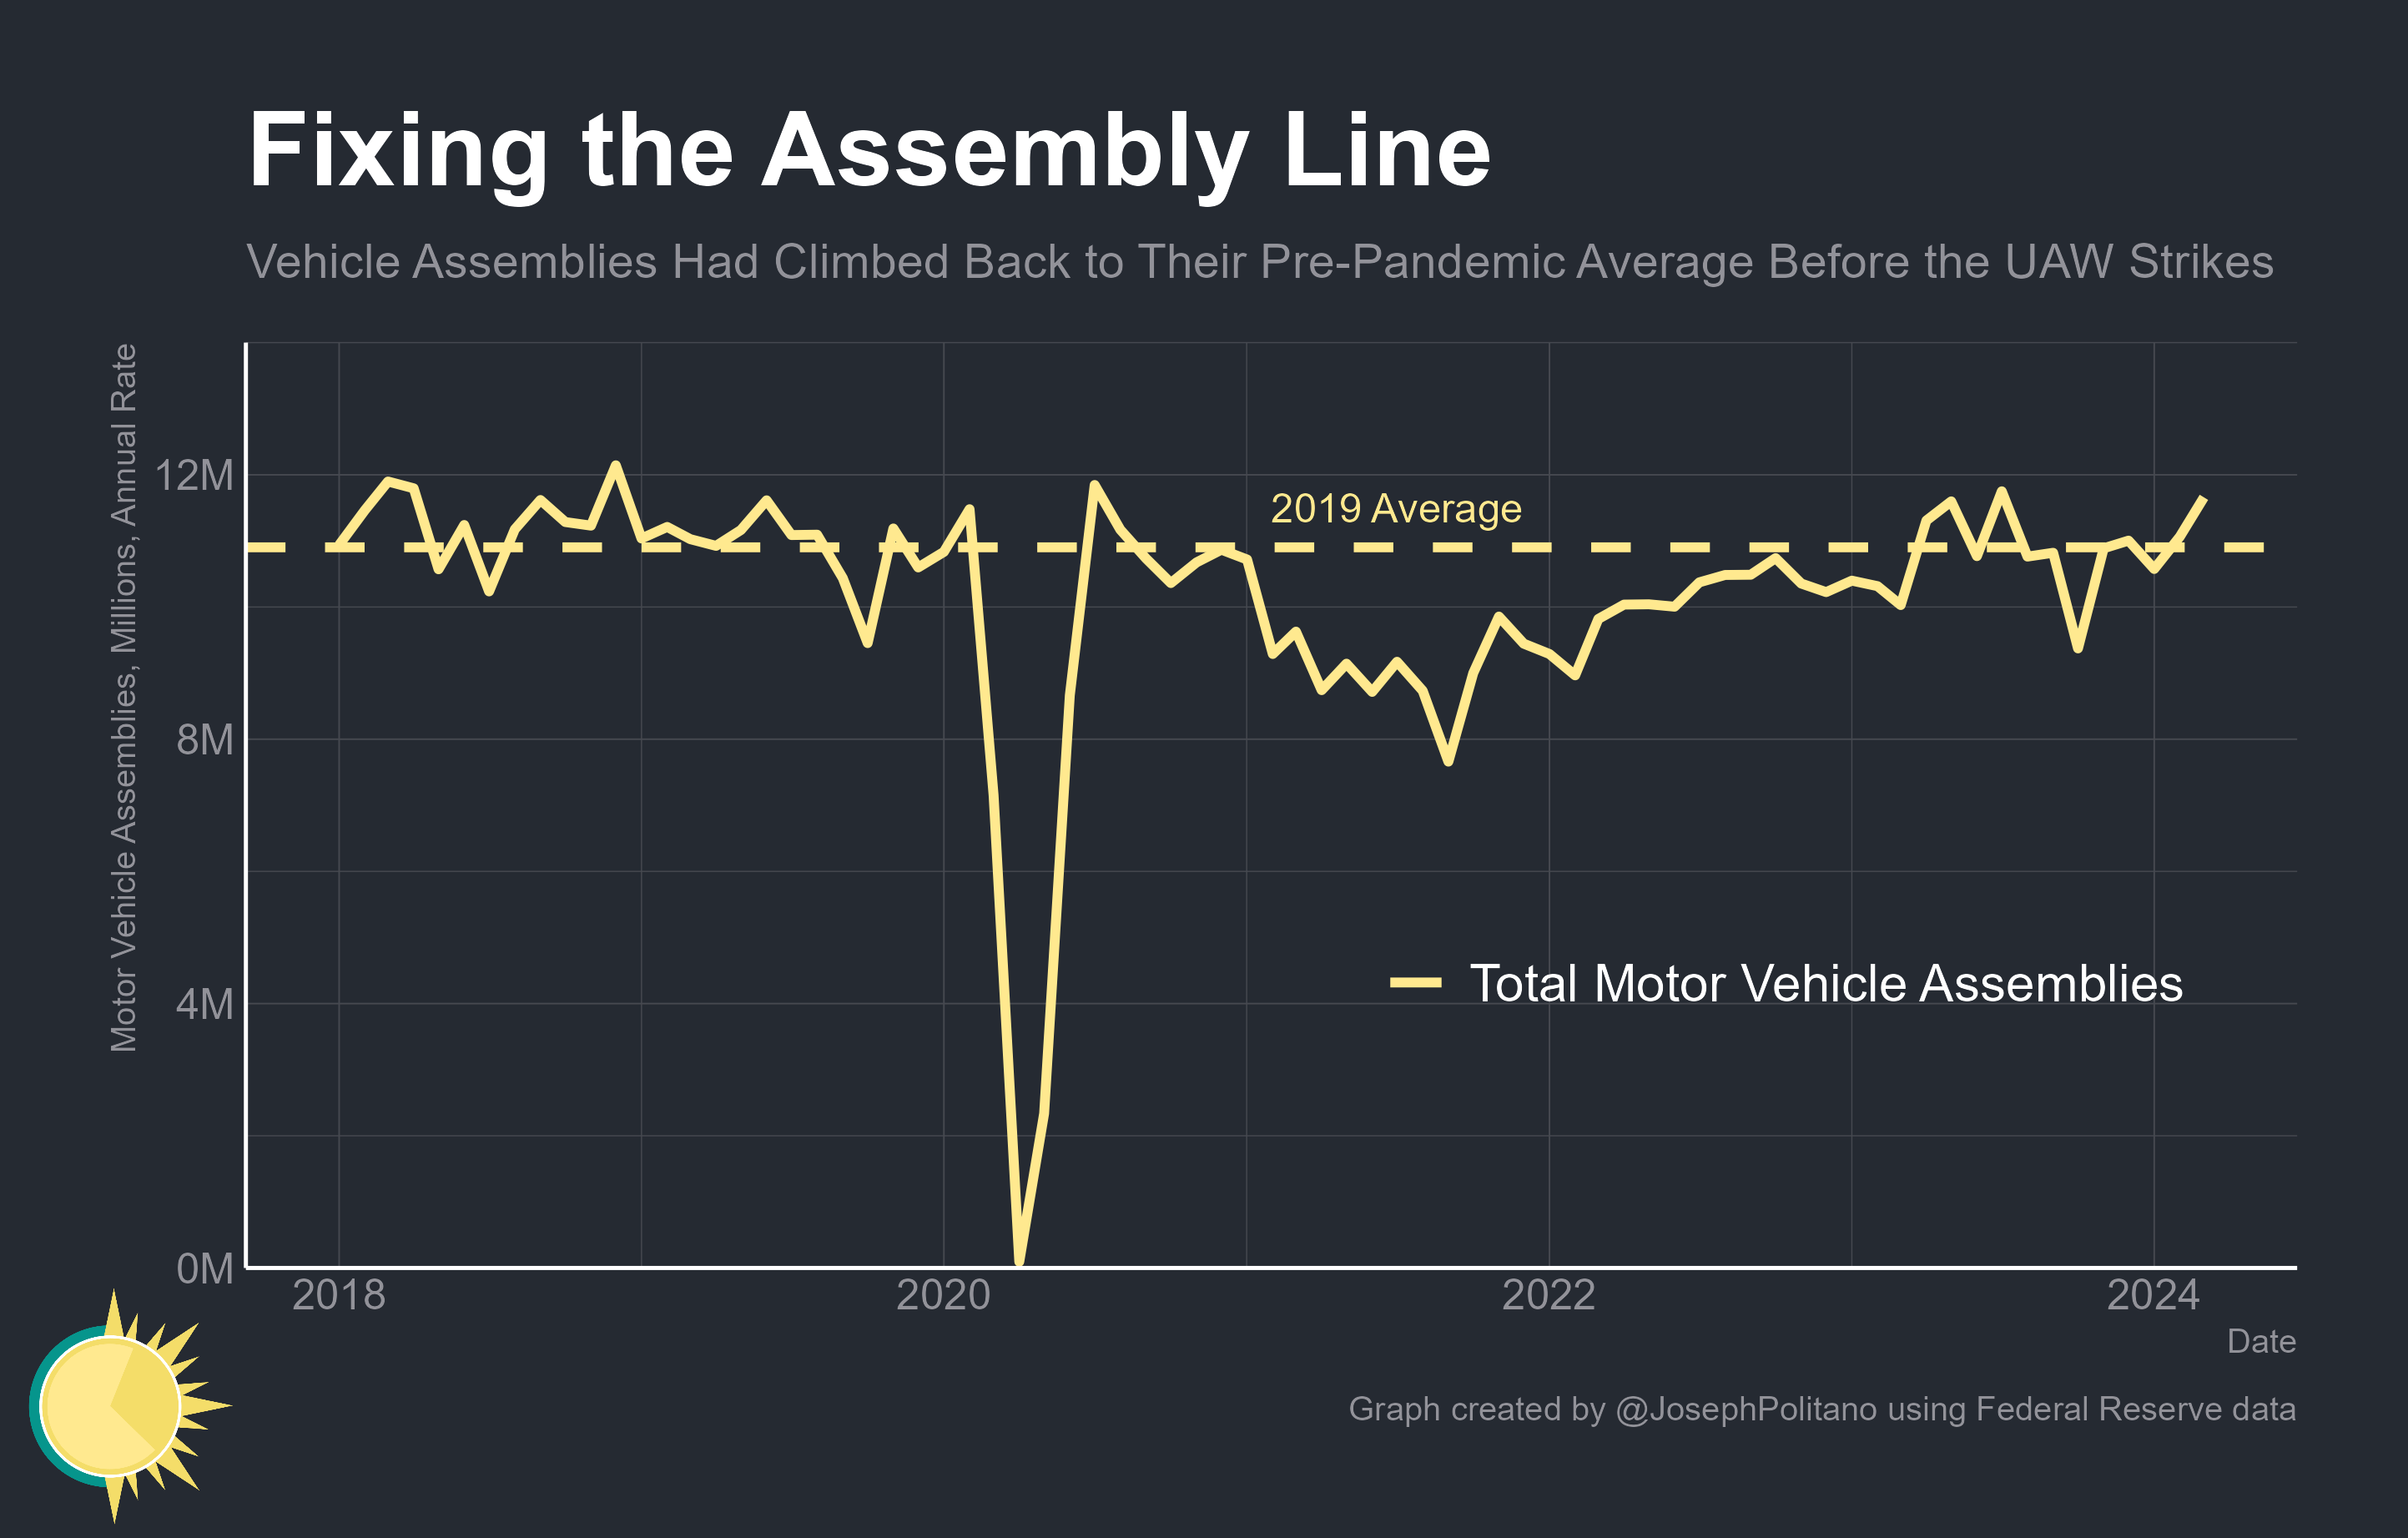 Fixing the Assembly Line
Vehicle Assemblies Had Climbed Back to Their Pre-Pandemic Average Before the UAW Strikes
Motor Vehicle Assemblies, Millions, Annual Rate
12M
8M
4M
0M
2019 Average
Total Motor Vehicle Assemblies
2018
2020
2022
2024
Date
Graph created by @JosephPolitano using Federal Reserve data